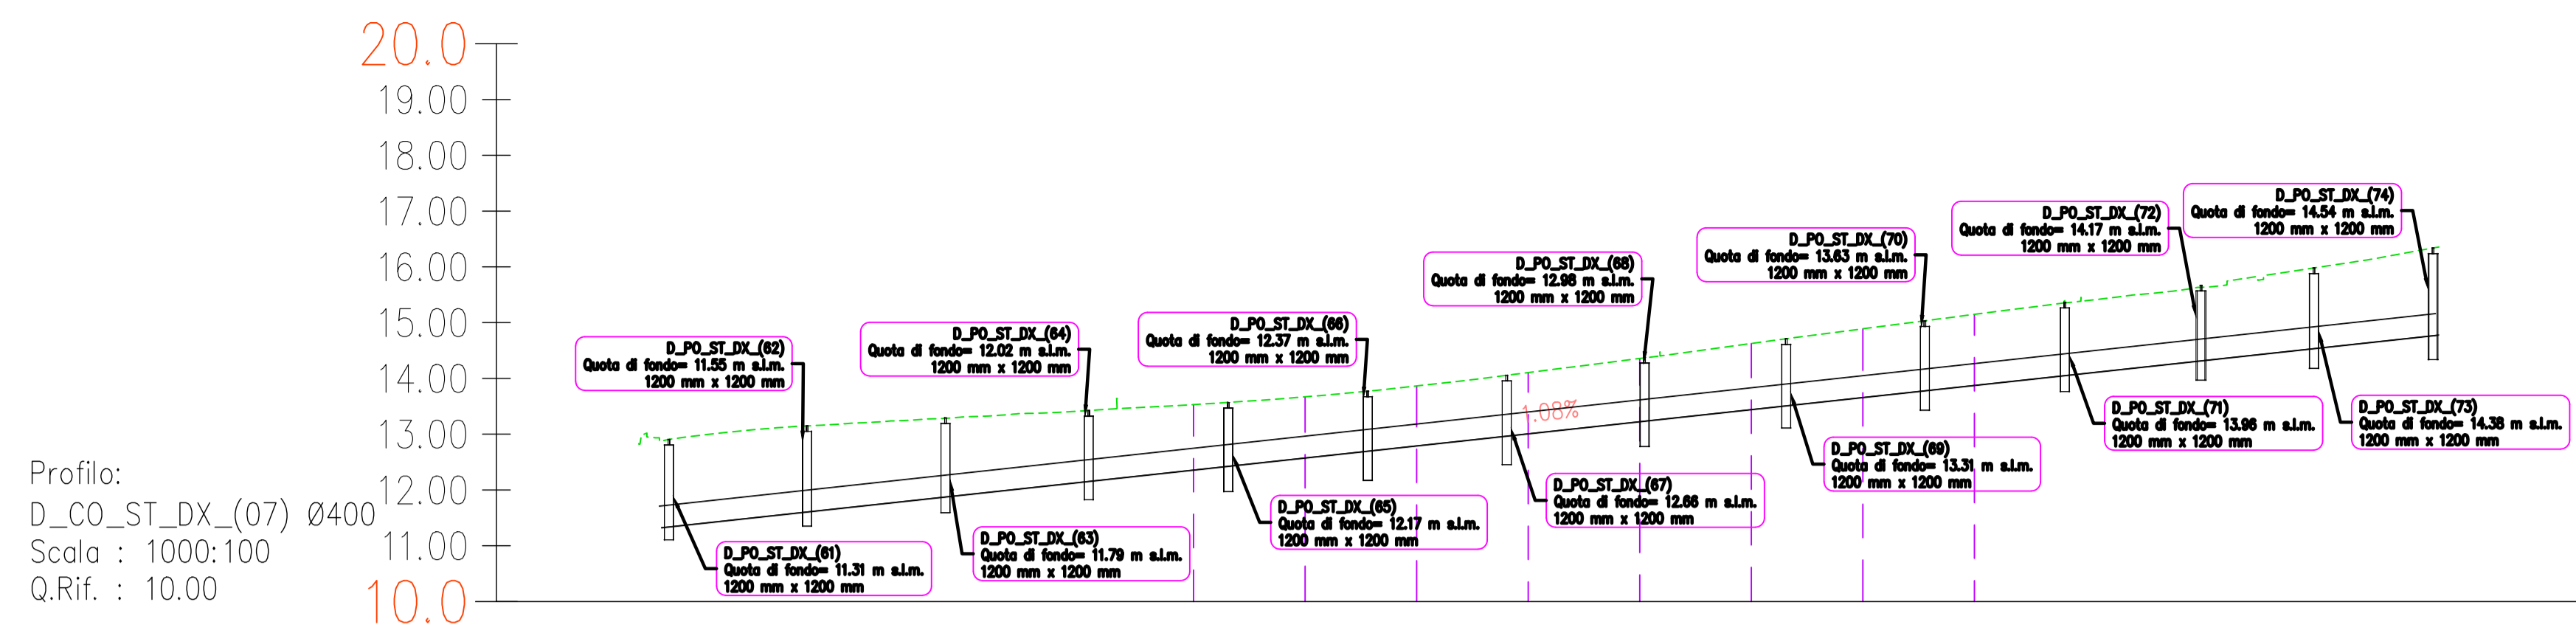 20.0
19.00
18.00
17.00
16.00
15.00
14.00
13.00
12.00
11.00
10.0
Profilo:
D_CO_ST_DX_(07) Ø400
Scala : 1000:100
Q.Rif. : 10.00
D_PO_ST_DX_(61)
Quota di fondo= 11.31 m s.l.m.
1200 mm x 1200 mm
D_PO_ST_DX_(62)
Quota di fondo= 11.55 m s.l.m.
1200 mm x 1200 mm
D_PO_ST_DX_(63)
Quota di fondo= 11.79 m s.l.m.
1200 mm x 1200 mm
D_PO_ST_DX_(64)
Quota di fondo= 12.02 m s.l.m.
1200 mm x 1200 mm
D_PO_ST_DX_(65)
Quota di fondo= 12.17 m s.l.m.
1200 mm x 1200 mm
D_PO_ST_DX_(66)
Quota di fondo= 12.37 m s.l.m.
1200 mm x 1200 mm
D_PO_ST_DX_(67)
Quota di fondo= 12.66 m s.l.m.
1200 mm x 1200 mm
1.08%
D_PO_ST_DX_(68)
Quota di fondo= 12.98 m s.l.m.
1200 mm x 1200 mm
D_PO_ST_DX_(69)
Quota di fondo= 13.31 m s.l.m.
1200 mm x 1200 mm
D_PO_ST_DX_(70)
Quota di fondo= 13.63 m s.l.m.
1200 mm x 1200 mm
D_PO_ST_DX_(71)
Quota di fondo= 13.96 m s.l.m.
1200 mm x 1200 mm
D_PO_ST_DX_(72)
Quota di fondo= 14.17 m s.l.m.
1200 mm x 1200 mm
D_PO_ST_DX_(73)
Quota di fondo= 14.38 m s.l.m.
1200 mm x 1200 mm
D_PO_ST_DX_(74)
Quota di fondo= 14.54 m s.l.m.
1200 mm x 1200 mm